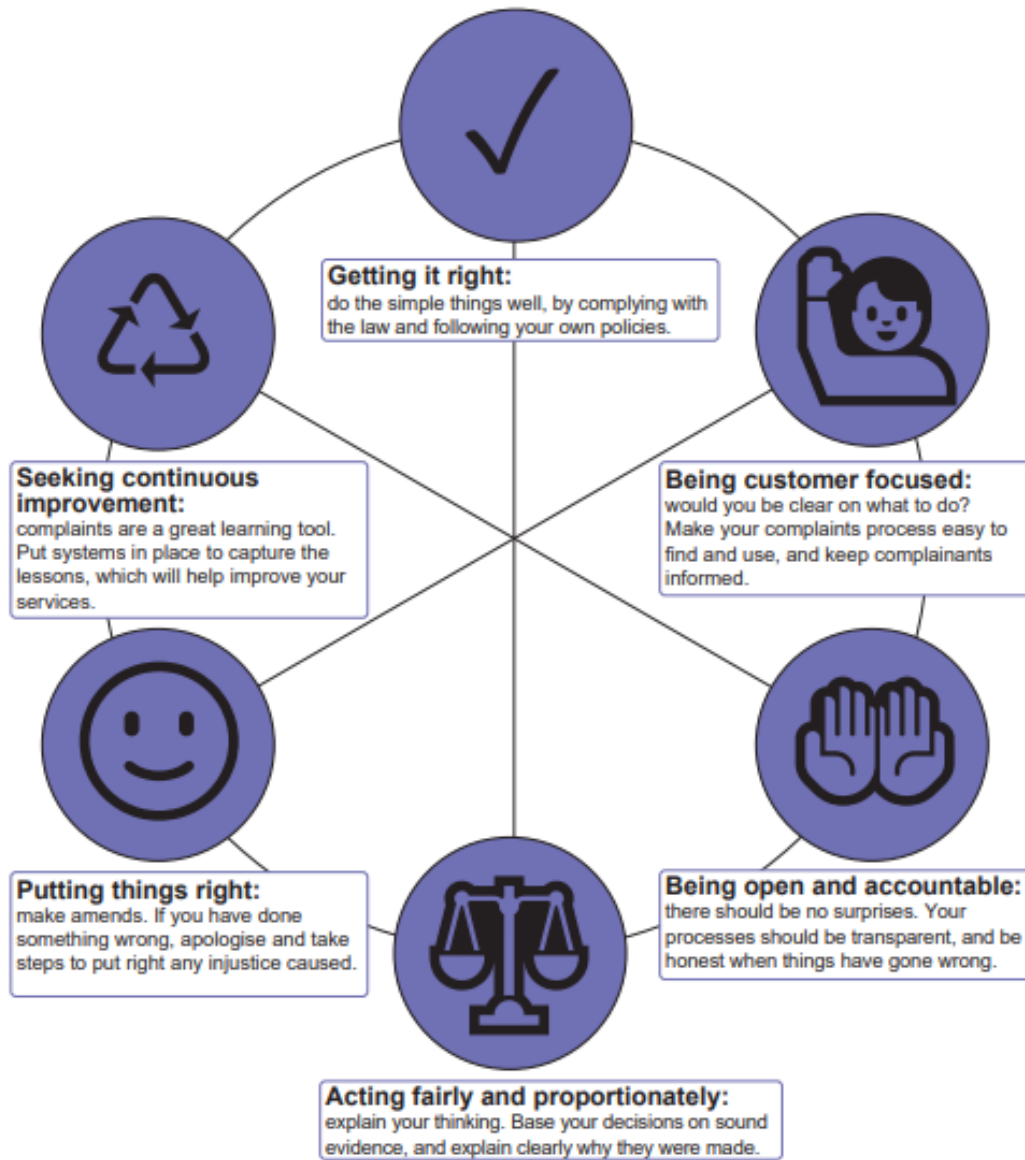 Getting it right:
do the simple things well, by complying with
the law and following your own policies.
Being customer focused:
would you be clear on what to do?
Make your complaints process easy to
find and use, and keep complainants
informed.
Being open and accountable:
there should be no surprises. Your
processes should be transparent, and be
honest when things have gone wrong.
Acting fairly and proportionately:
explain your thinking. Base your decisions on sound
evidence, and explain clearly why they were made.
Putting things right:
make amends. If you have done
something wrong, apologise and take
steps to put right any injustice caused.
Seeking continuous
improvement:
complaints are a great learning tool.
Put systems in place to capture the
lessons, which will help improve your
services.